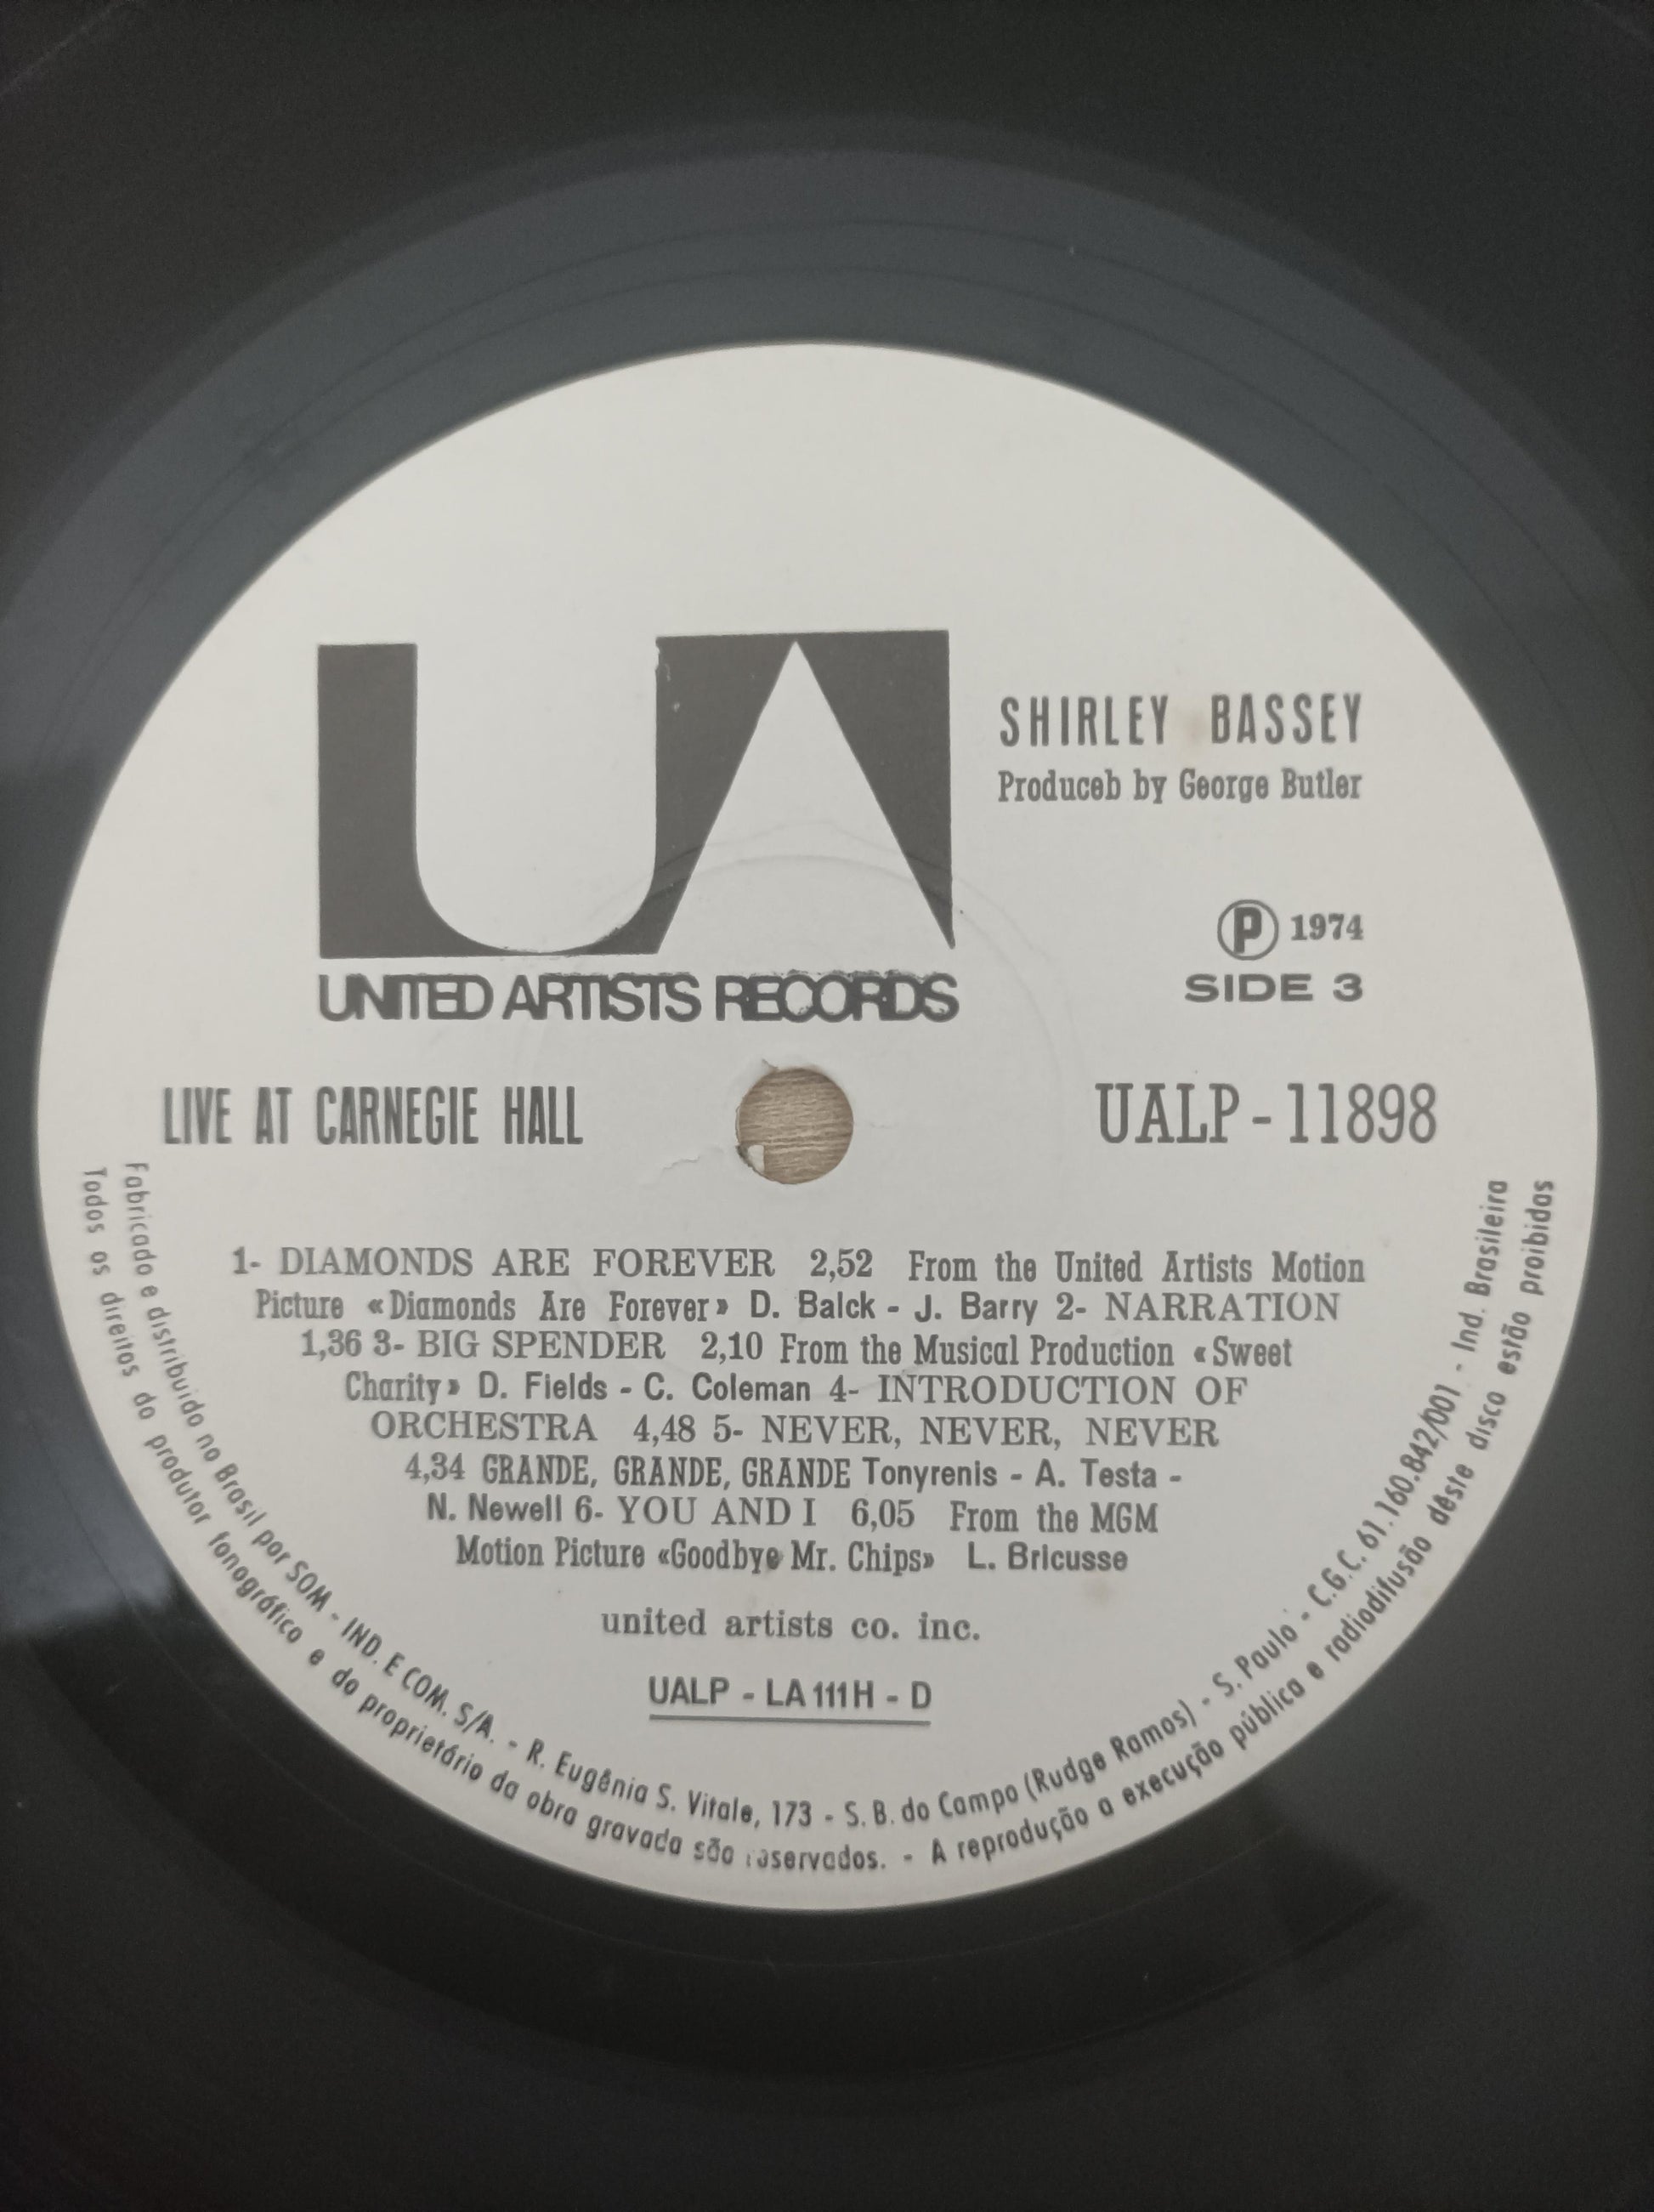 UA
UNITED ARTISTS RECORDS
SHIRLEY BASSEY
Produceb by George Butler
Ⓟ 1974
SIDE 3
LIVE AT CARNEGIE HALL
UALP - 11898
1- DIAMONDS ARE FOREVER 2,52 From the United Artists Motion
Picture «Diamonds Are Forever» D. Balck - J. Barry 2- NARRATION
1,36 3- BIG SPENDER 2,10 From the Musical Production «Sweet
Charity» D. Fields - C. Coleman 4- INTRODUCTION OF
ORCHESTRA 4,48 5- NEVER, NEVER, NEVER
4,34 GRANDE, GRANDE, GRANDE Tonyrenis - A. Testa -
N. Newell 6- YOU AND I 6,05 From the MGM
Motion Picture «Goodbye Mr. Chips» L. Bricusse
united artists co. inc.
UALP - LA 111 H - D
Fabricado e distribuido no Brasil por SOM - IND. E COM. S/A. - R. Eugênia S. Vitale, 173 - S. B. do Campo (Rudge Ramos) - S. Paulo - C.G.C. 61.160.842/001 - Ind. Brasileira
Todos os direitos do produtor fonográfico e do proprietário da obra gravada são reservados. - A reprodução a execução pública e radiodifusão dêste disco estão proibidas